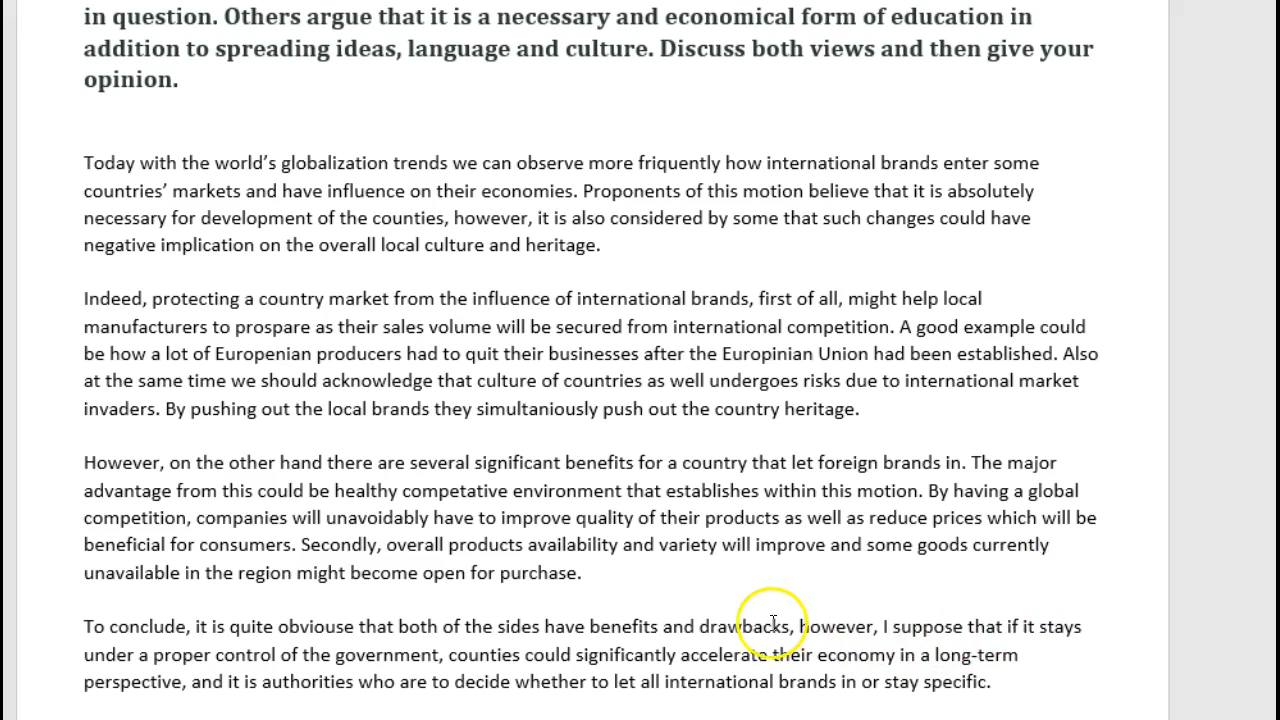 in question. Others argue that it is a necessary and economical form of education in
addition to spreading ideas, language and culture. Discuss both views and then give your
opinion.
Today with the world’s globalization trends we can observe more friquently how international brands enter some
countries’ markets and have influence on their economies. Proponents of this motion believe that it is absolutely
necessary for development of the counties, however, it is also considered by some that such changes could have
negative implication on the overall local culture and heritage.
Indeed, protecting a country market from the influence of international brands, first of all, might help local
manufacturers to prospare as their sales volume will be secured from international competition. A good example could
be how a lot of Europenian producers had to quit their businesses after the Europinian Union had been established. Also
at the same time we should acknowledge that culture of countries as well undergoes risks due to international market
invaders. By pushing out the local brands they simultaniously push out the country heritage.
However, on the other hand there are several significant benefits for a country that let foreign brands in. The major
advantage from this could be healthy competative environment that establishes within this motion. By having a global
competition, companies will unavoidably have to improve quality of their products as well as reduce prices which will be
beneficial for consumers. Secondly, overall products availability and variety will improve and some goods currently
unavailable in the region might become open for purchase.
To conclude, it is quite obviouse that both of the sides have benefits and drawbacks, however, I suppose that if it stays
under a proper control of the government, counties could significantly accelerate their economy in a long-term
perspective, and it is authorities who are to decide whether to let all international brands in or stay specific.